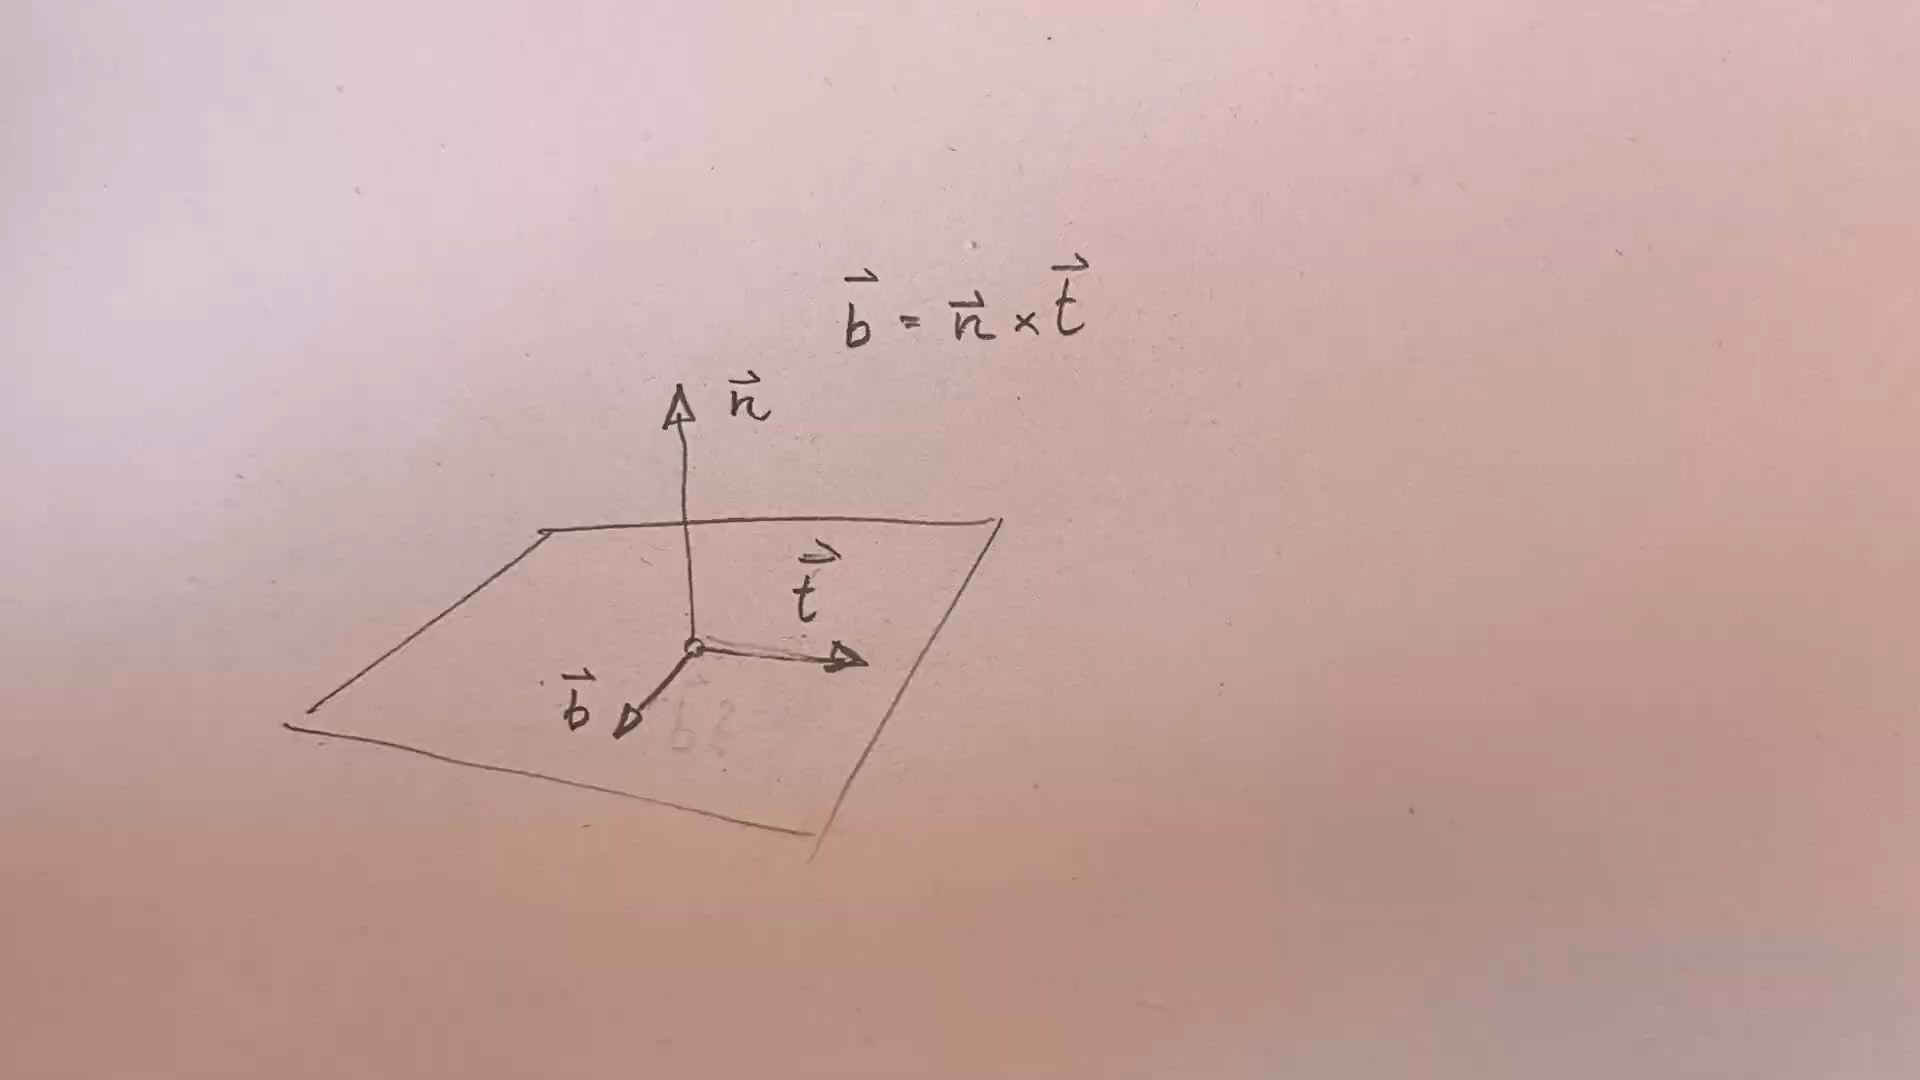 b⃗ = n⃗ × t⃗
n⃗
t⃗
b⃗